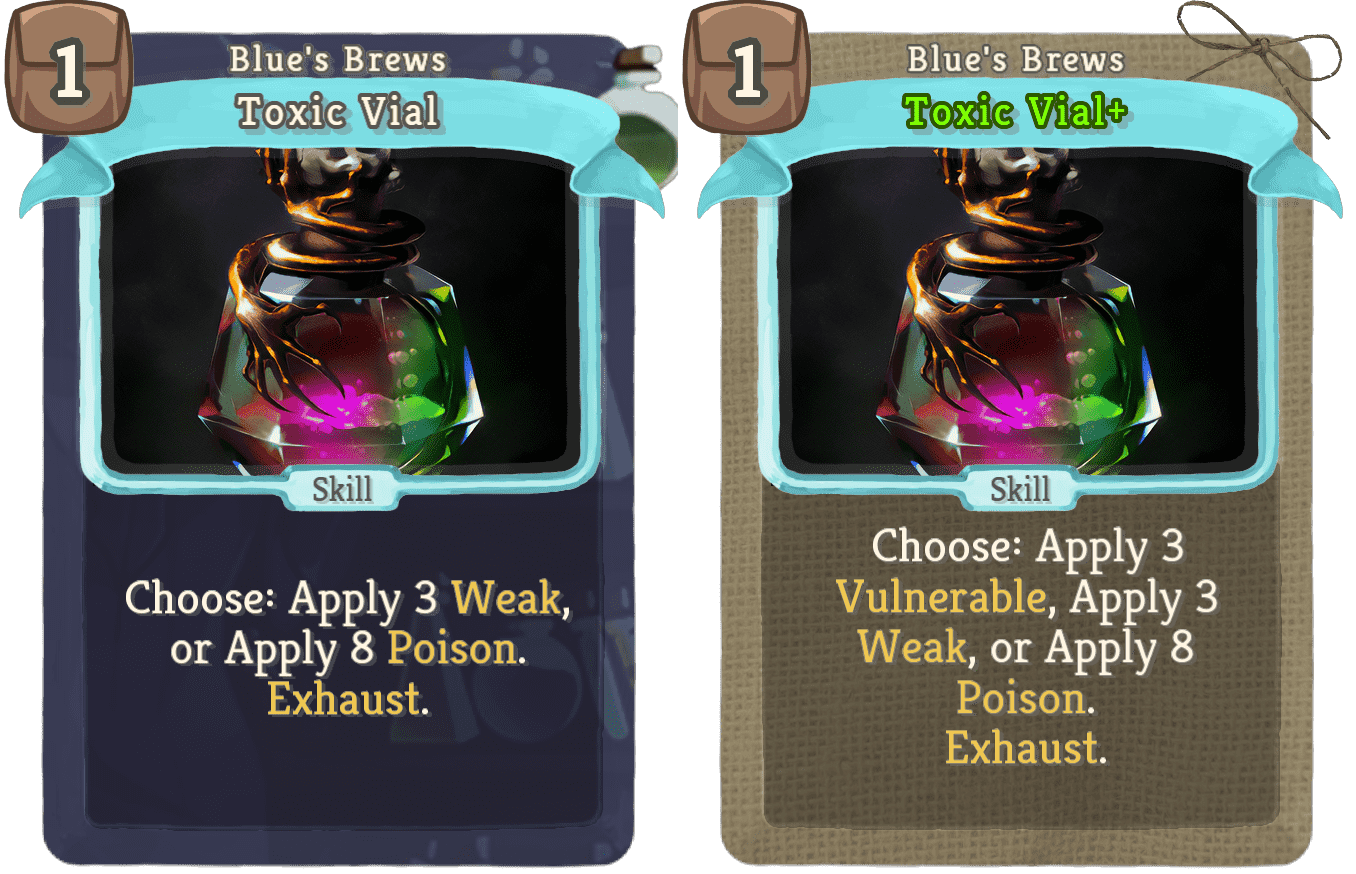 1
Blue's Brews
Toxic Vial
Skill
Choose: Apply 3 Weak,
or Apply 8 Poison.
Exhaust.
1
Blue's Brews
Toxic Vial+
Skill
Choose: Apply 3
Vulnerable, Apply 3
Weak, or Apply 8
Poison.
Exhaust.